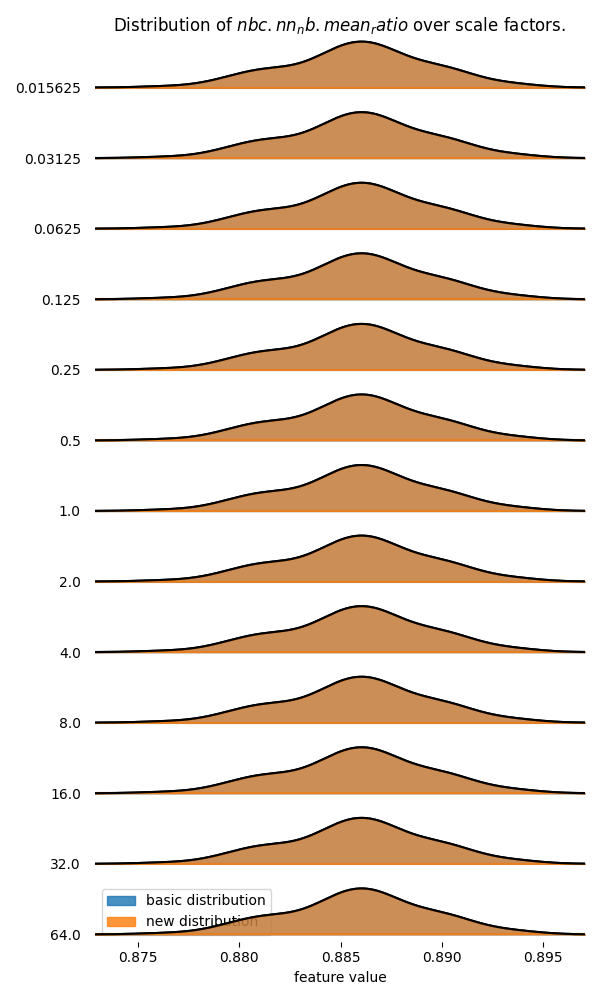 Distribution of nbc. nn_nb. mean_ratio over scale factors.
0.015625
0.03125
0.0625
0.125
0.25
0.5
1.0
2.0
4.0
8.0
16.0
32.0
basic distribution
new distribution
64.0
0.875 0.880 0.885 0.890 0.895
feature value